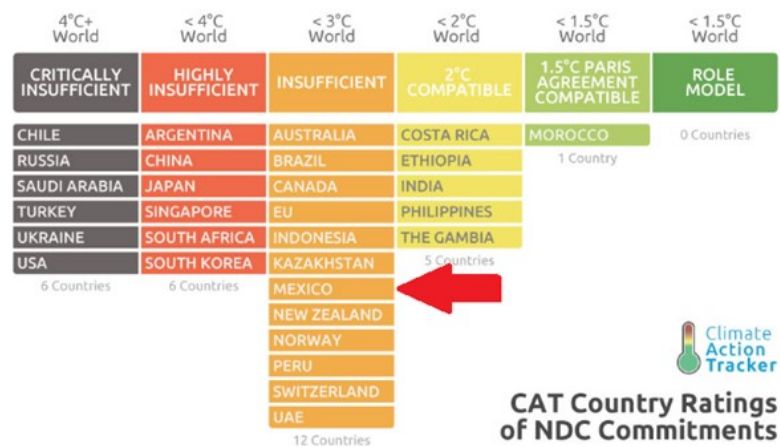 4°C+
World
< 4°C
World
< 3°C
World
< 2°C
World
< 1.5°C
World
< 1.5°C
World
CRITICALLY
INSUFFICIENT
HIGHLY
INSUFFICIENT
INSUFFICIENT
2°C
COMPATIBLE
1.5°C PARIS
AGREEMENT
COMPATIBLE
ROLE
MODEL
CHILE
RUSSIA
SAUDI ARABIA
TURKEY
UKRAINE
USA
6 Countries
ARGENTINA
CHINA
JAPAN
SINGAPORE
SOUTH AFRICA
SOUTH KOREA
6 Countries
AUSTRALIA
BRAZIL
CANADA
EU
INDONESIA
KAZAKHSTAN
MEXICO
NEW ZEALAND
NORWAY
PERU
SWITZERLAND
UAE
12 Countries
COSTA RICA
ETHIOPIA
INDIA
PHILIPPINES
THE GAMBIA
5 Countries
MOROCCO
1 Country
0 Countries
Climate
Action
Tracker
CAT Country Ratings
of NDC Commitments